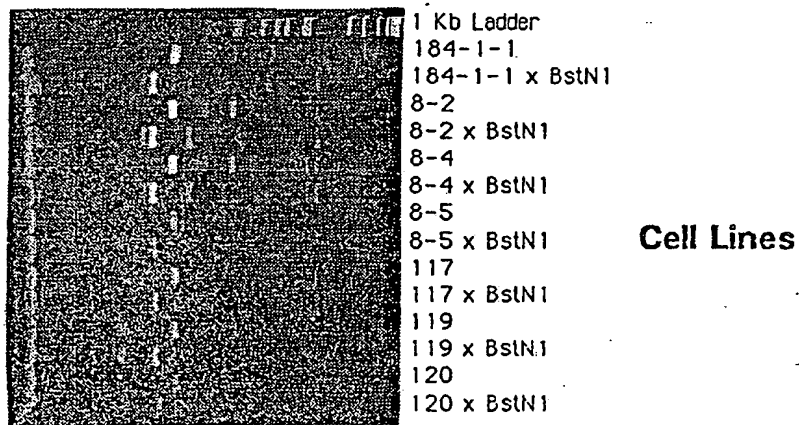 1 Kb Ladder
184-1-1
184-1-1 x BstN1
8-2
8-2 x BstN1
8-4
8-4 x BstN1
8-5
8-5 x BstN1
Cell Lines
117
117 x BstN1
119
119 x BstN1
120
120 x BstN1